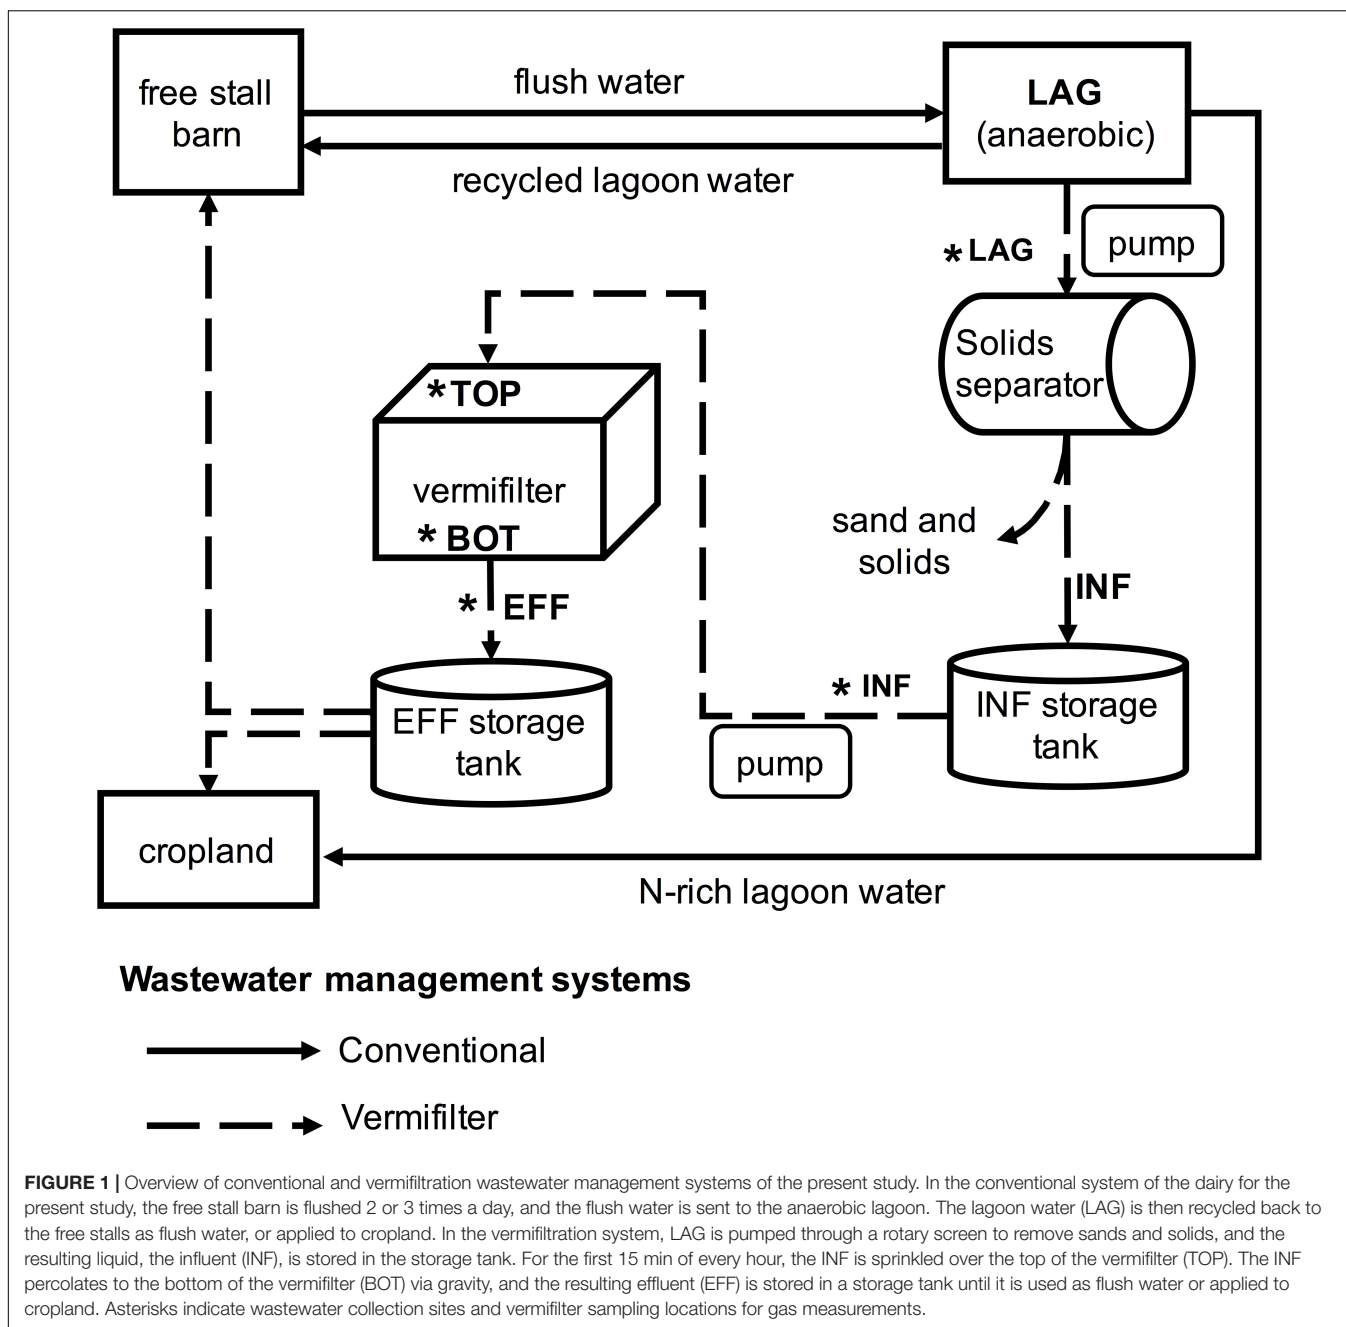 free stall
barn
flush water
recycled lagoon water
LAG
(anaerobic)
* LAG
pump
Solids
separator
sand and
solids
INF
* TOP
vermifilter
* BOT
* EFF
EFF storage
tank
* INF
INF storage
tank
pump
cropland
N-rich lagoon water
Wastewater management systems
Conventional
Vermifilter
FIGURE 1 | Overview of conventional and vermifiltration wastewater management systems of the present study. In the conventional system of the dairy for the
present study, the free stall barn is flushed 2 or 3 times a day, and the flush water is sent to the anaerobic lagoon. The lagoon water (LAG) is then recycled back to
the free stalls as flush water, or applied to cropland. In the vermifiltration system, LAG is pumped through a rotary screen to remove sands and solids, and the
resulting liquid, the influent (INF), is stored in the storage tank. For the first 15 min of every hour, the INF is sprinkled over the top of the vermifilter (TOP). The INF
percolates to the bottom of the vermifilter (BOT) via gravity, and the resulting effluent (EFF) is stored in a storage tank until it is used as flush water or applied to
cropland. Asterisks indicate wastewater collection sites and vermifilter sampling locations for gas measurements.